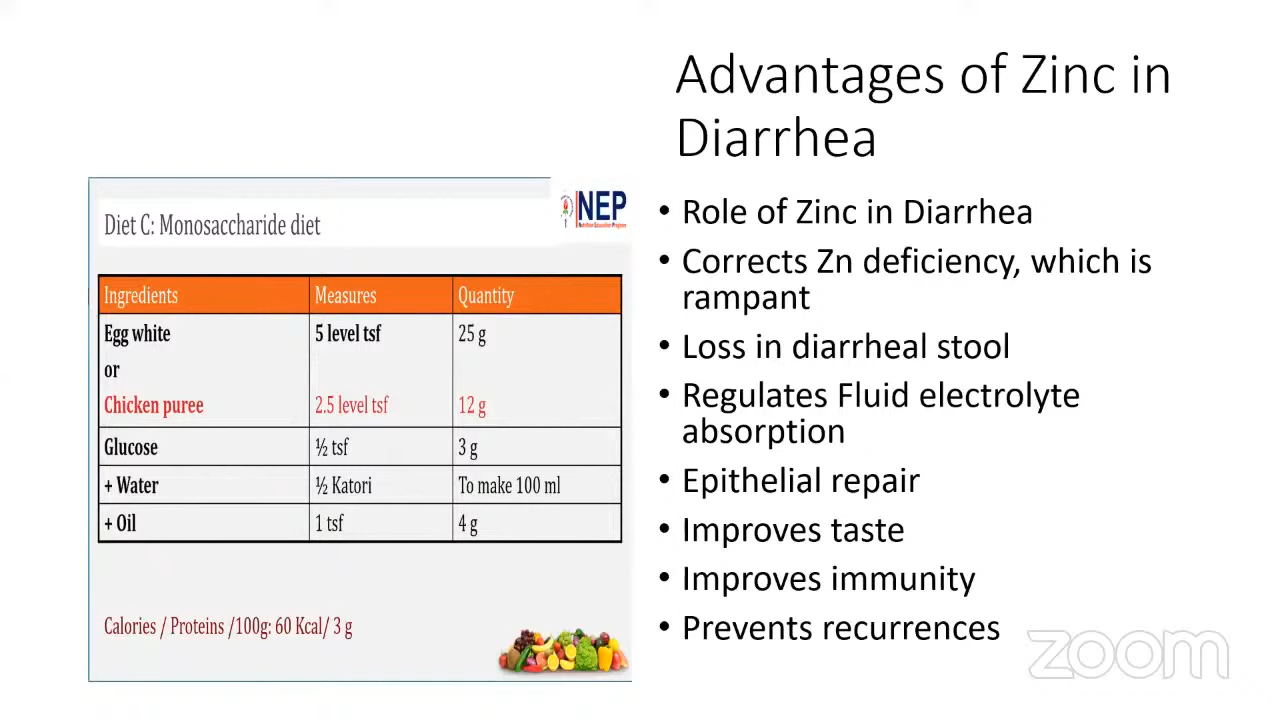 Advantages of Zinc in
Diarrhea
Diet C: Monosaccharide diet
NEP
Nutrition Education Program
Ingredients Measures Quantity
Egg white 5 level tsf 25 g
or
Chicken puree 2.5 level tsf 12 g
Glucose ½ tsf 3 g
+ Water ½ Katori To make 100 ml
+ Oil 1 tsf 4 g
Calories / Proteins /100g: 60 Kcal/ 3 g
• Role of Zinc in Diarrhea
• Corrects Zn deficiency, which is
rampant
• Loss in diarrheal stool
• Regulates Fluid electrolyte
absorption
• Epithelial repair
• Improves taste
• Improves immunity
• Prevents recurrences
zoom